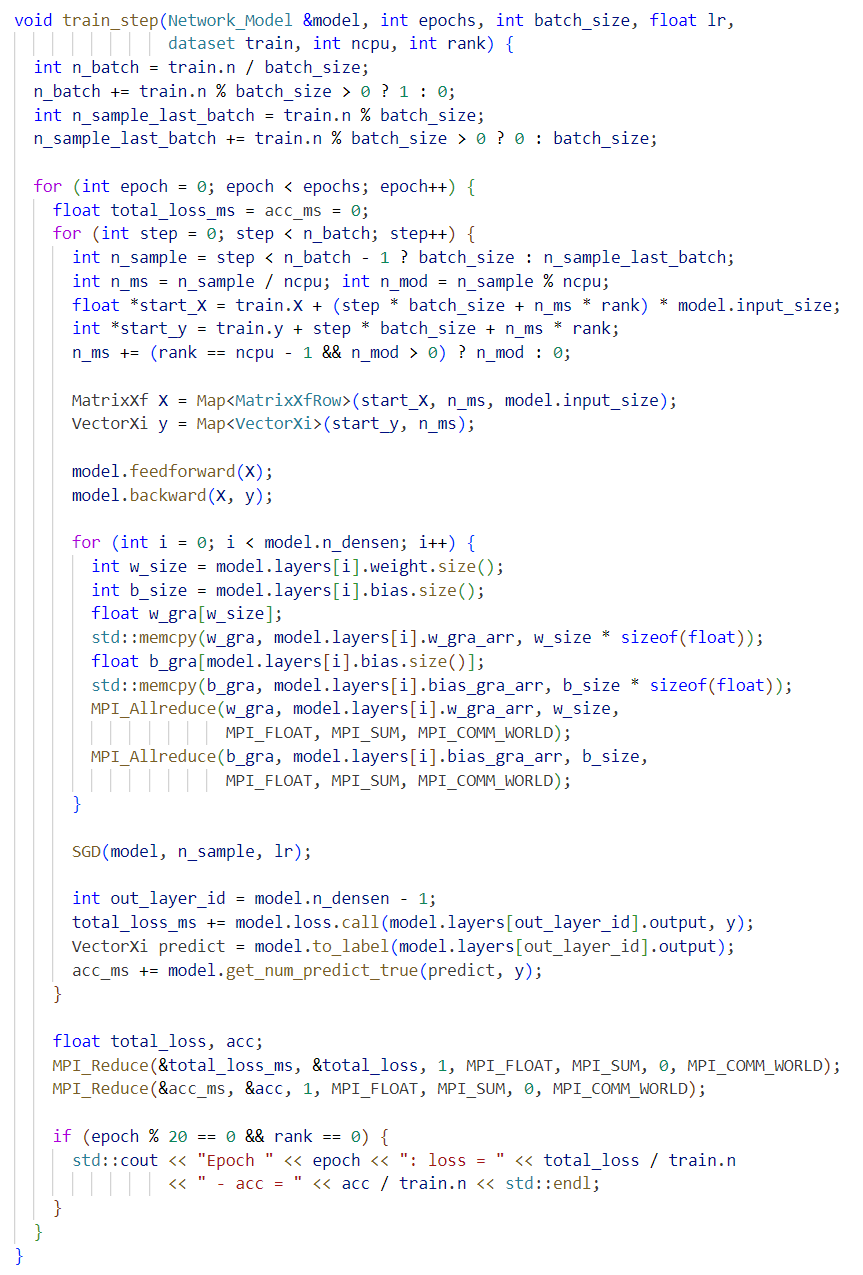 void train_step(Network_Model &model, int epochs, int batch_size, float lr,
                dataset train, int ncpu, int rank) {
  int n_batch = train.n / batch_size;
  n_batch += train.n % batch_size > 0 ? 1 : 0;
  int n_sample_last_batch = train.n % batch_size;
  n_sample_last_batch += train.n % batch_size > 0 ? 0 : batch_size;

  for (int epoch = 0; epoch < epochs; epoch++) {
    float total_loss_ms = acc_ms = 0;
    for (int step = 0; step < n_batch; step++) {
      int n_sample = step < n_batch - 1 ? batch_size : n_sample_last_batch;
      int n_ms = n_sample / ncpu; int n_mod = n_sample % ncpu;
      float *start_X = train.X + (step * batch_size + n_ms * rank) * model.input_size;
      int *start_y = train.y + step * batch_size + n_ms * rank;
      n_ms += (rank == ncpu - 1 && n_mod > 0) ? n_mod : 0;

      MatrixXf X = Map<MatrixXfRow>(start_X, n_ms, model.input_size);
      VectorXi y = Map<VectorXi>(start_y, n_ms);

      model.feedforward(X);
      model.backward(X, y);

      for (int i = 0; i < model.n_densen; i++) {
        int w_size = model.layers[i].weight.size();
        int b_size = model.layers[i].bias.size();
        float w_gra[w_size];
        std::memcpy(w_gra, model.layers[i].w_gra_arr, w_size * sizeof(float));
        float b_gra[model.layers[i].bias.size()];
        std::memcpy(b_gra, model.layers[i].bias_gra_arr, b_size * sizeof(float));
        MPI_Allreduce(w_gra, model.layers[i].w_gra_arr, w_size,
                      MPI_FLOAT, MPI_SUM, MPI_COMM_WORLD);
        MPI_Allreduce(b_gra, model.layers[i].bias_gra_arr, b_size,
                      MPI_FLOAT, MPI_SUM, MPI_COMM_WORLD);
      }

      SGD(model, n_sample, lr);

      int out_layer_id = model.n_densen - 1;
      total_loss_ms += model.loss.call(model.layers[out_layer_id].output, y);
      VectorXi predict = model.to_label(model.layers[out_layer_id].output);
      acc_ms += model.get_num_predict_true(predict, y);
    }

    float total_loss, acc;
    MPI_Reduce(&total_loss_ms, &total_loss, 1, MPI_FLOAT, MPI_SUM, 0, MPI_COMM_WORLD);
    MPI_Reduce(&acc_ms, &acc, 1, MPI_FLOAT, MPI_SUM, 0, MPI_COMM_WORLD);

    if (epoch % 20 == 0 && rank == 0) {
      std::cout << "Epoch " << epoch << ": loss = " << total_loss / train.n
                << " - acc = " << acc / train.n << std::endl;
    }
  }
}